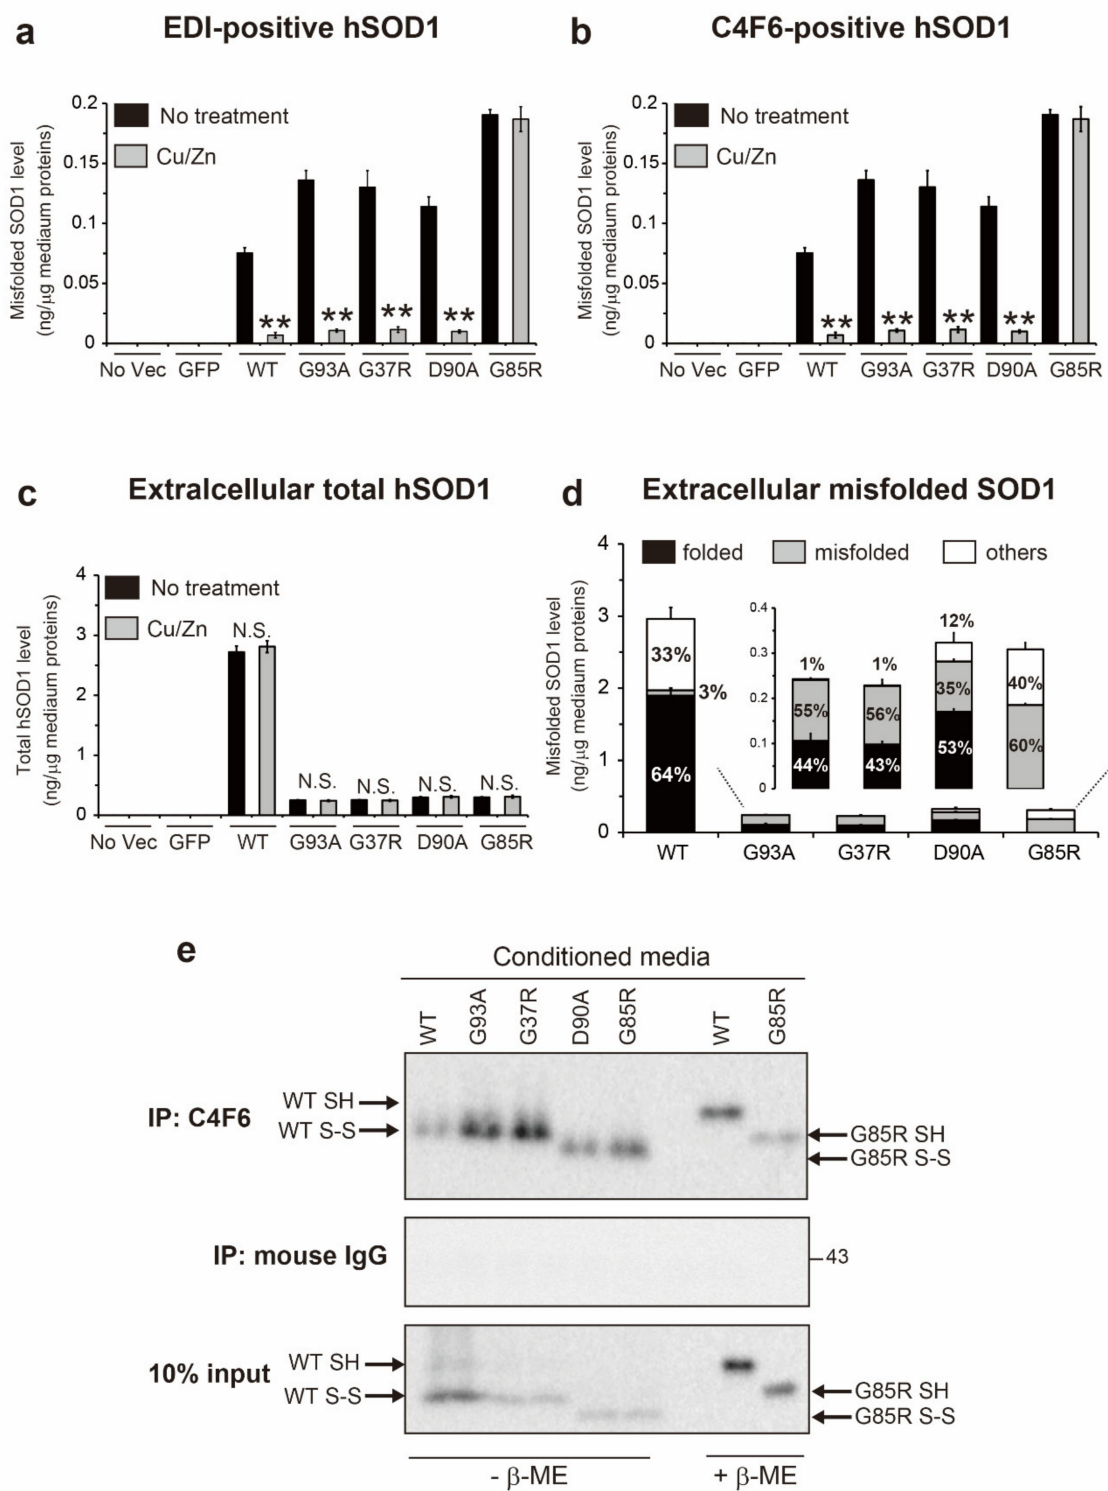 a
EDI-positive hSOD1
Misfolded SOD1 level
(ng/μg mediaum proteins)
0.2
0.15
0.1
0.05
0
No treatment
Cu/Zn
** ** ** **
No Vec GFP WT G93A G37R D90A G85R
b
C4F6-positive hSOD1
Misfolded SOD1 level
(ng/μg mediaum proteins)
0.2
0.15
0.1
0.05
0
No treatment
Cu/Zn
** ** ** **
No Vec GFP WT G93A G37R D90A G85R
c
Extralcellular total hSOD1
Total hSOD1 level
(ng/μg mediaum proteins)
4
3
2
1
0
No treatment
Cu/Zn
N.S.
N.S. N.S. N.S. N.S.
No Vec GFP WT G93A G37R D90A G85R
d
Extracellular misfolded SOD1
Misfolded SOD1 level
(ng/μg mediaum proteins)
4
3
2
1
0
folded misfolded others
33%
3%
64%
0.4
0.3
0.2
0.1
0
1% 1% 12%
55% 56% 35% 40%
44% 43% 53% 60%
WT G93A G37R D90A G85R
e
Conditioned media
WT G93A G37R D90A G85R WT G85R
IP: C4F6
WT SH
WT S-S
G85R SH
G85R S-S
IP: mouse IgG
43
10% input
WT SH
WT S-S
G85R SH
G85R S-S
- β-ME + β-ME